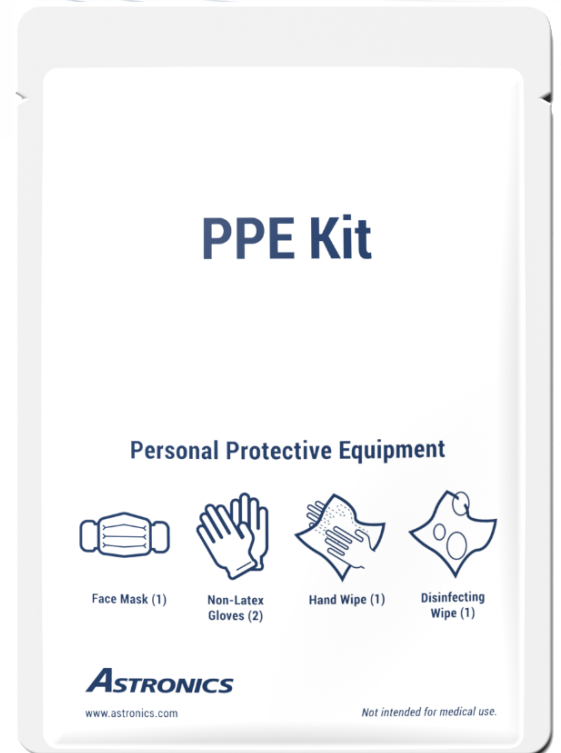 PPE Kit
Personal Protective Equipment
Face Mask (1)
Non-Latex
Gloves (2)
Hand Wipe (1)
Disinfecting
Wipe (1)
ASTRONICS
www.astronics.com
Not intended for medical use.